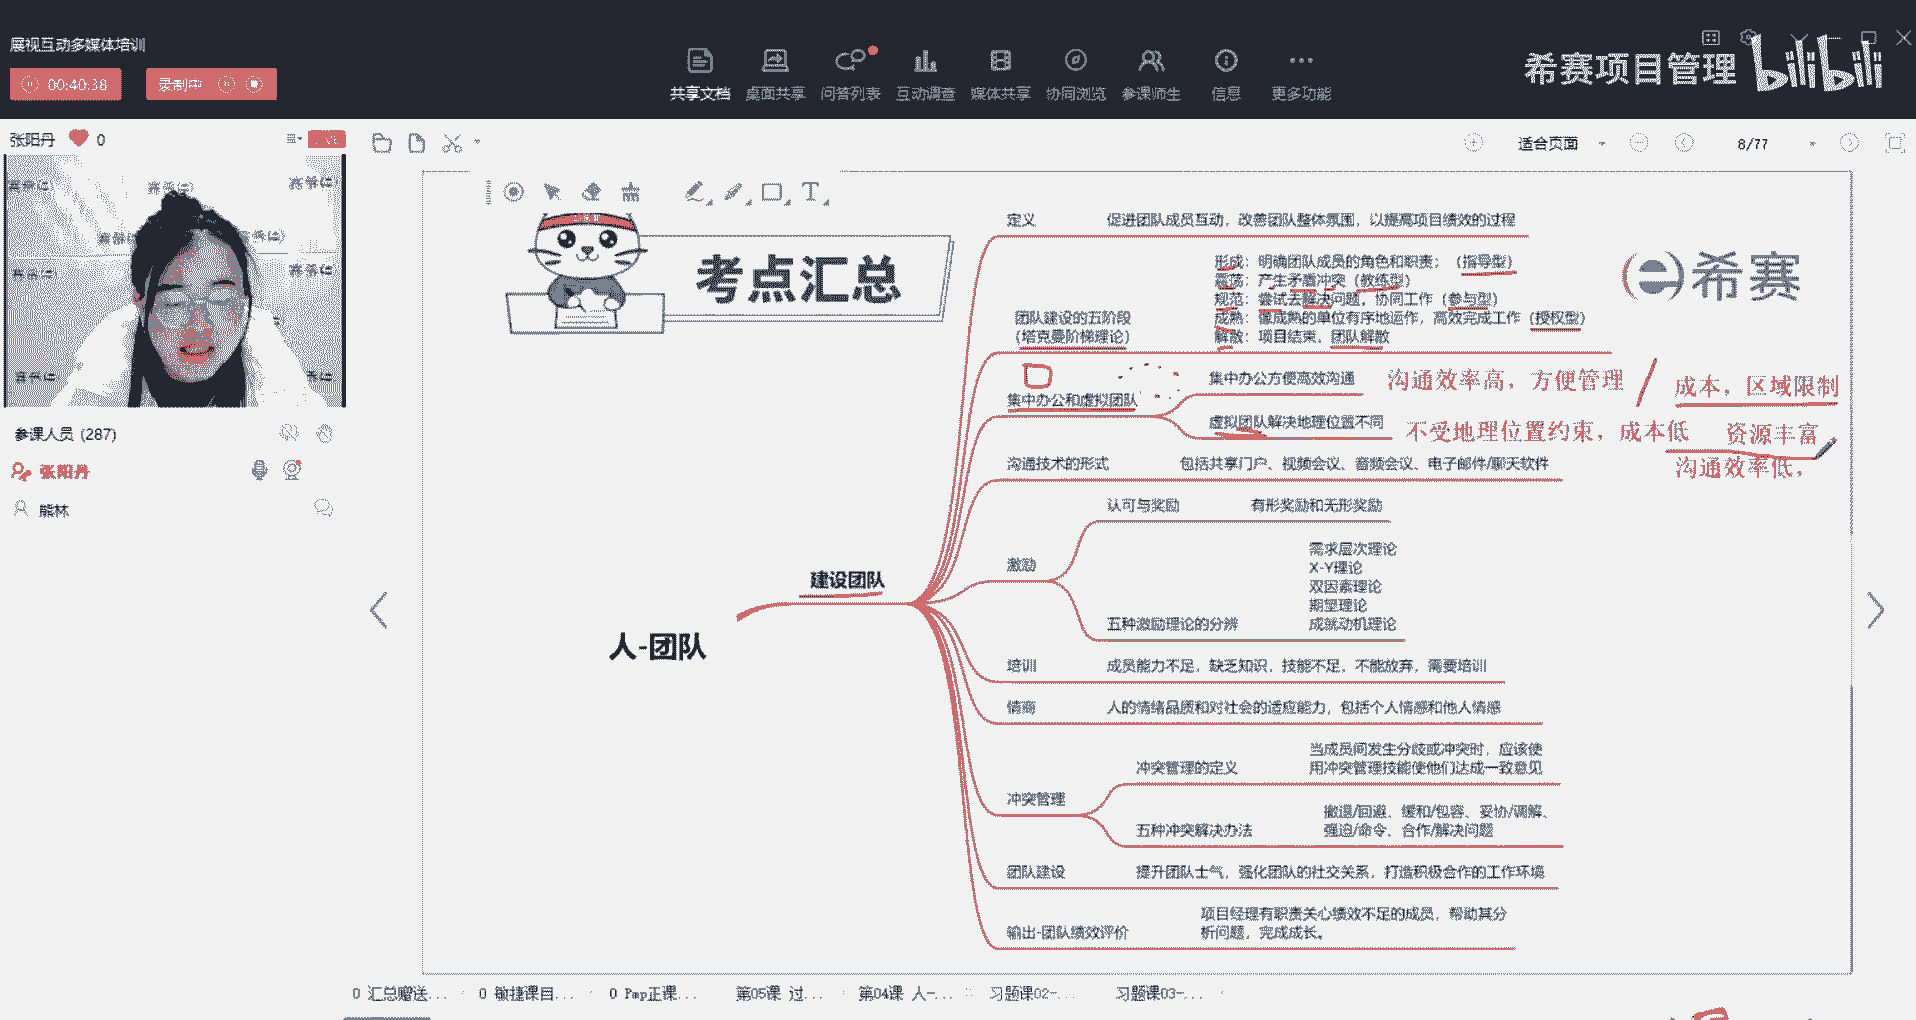 展视互动多媒体培训
00:40:38
录制中
共享文档
桌面共享
问答列表
互动调查
媒体共享
协同浏览
参课师生
信息
更多功能
希赛项目管理
bilibili
张阳丹 0
适合页面
8/77
参课人员 (287)
张阳丹
熊林
考点汇总
希赛
人-团队
建设团队
定义 促进团队成员互动，改善团队整体氛围，以提高项目绩效的过程
团队建设的五阶段
（塔克曼阶梯理论）
形成：明确团队成员的角色和职责；（指导型）
震荡：产生矛盾冲突（教练型）
规范：尝试去解决问题，协同工作（参与型）
成熟：像成熟的单位有序地运作，高效完成工作（授权型）
解散：项目结束，团队解散
集中办公和虚拟团队
集中办公方便高效沟通
沟通效率高，方便管理
成本，区域限制
虚拟团队解决地理位置不同
不受地理位置约束，成本低
资源丰富
沟通效率低，
沟通技术的形式 包括共享门户、视频会议、音频会议、电子邮件/聊天软件
激励
认可与奖励 有形奖励和无形奖励
五种激励理论的分辨
需求层次理论
X-Y理论
双因素理论
期望理论
成就动机理论
培训 成员能力不足，缺乏知识，技能不足，不能放弃，需要培训
情商 人的情绪品质和对社会的适应能力，包括个人情感和他人情感
冲突管理
冲突管理的定义
当成员间发生分歧或冲突时，应该使
用冲突管理技能使他们达成一致意见
五种冲突解决办法
撤退/回避、缓和/包容、妥协/调解、
强迫/命令、合作/解决问题
团队建设 提升团队士气，强化团队的社交关系，打造积极合作的工作环境
输出-团队绩效评价
项目经理有职责关心绩效不足的成员，帮助其分
析问题，完成成长。
0 汇总赠送...
0 敏捷课目...
0 Pmp正课...
第05课 过...
第04课 人-...
习题课02-...
习题课03-...